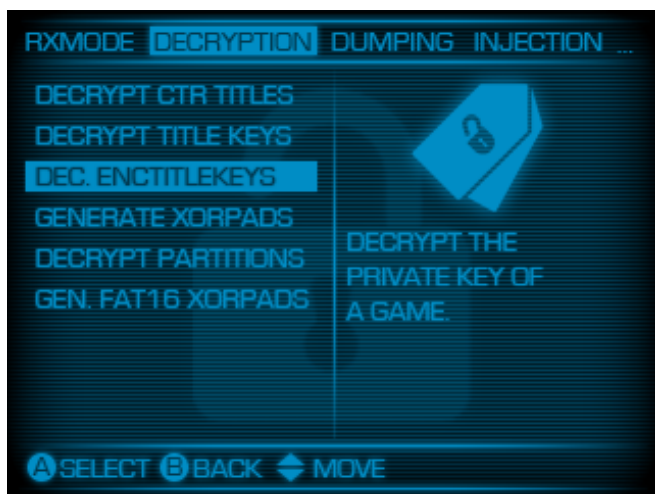 RXMODE DECRYPTION DUMPING INJECTION ...
DECRYPT CTR TITLES
DECRYPT TITLE KEYS
DEC. ENCTITLEKEYS
GENERATE XORPADS
DECRYPT PARTITIONS
GEN. FAT16 XORPADS
DECRYPT THE
PRIVATE KEY OF
A GAME.
A SELECT B BACK MOVE